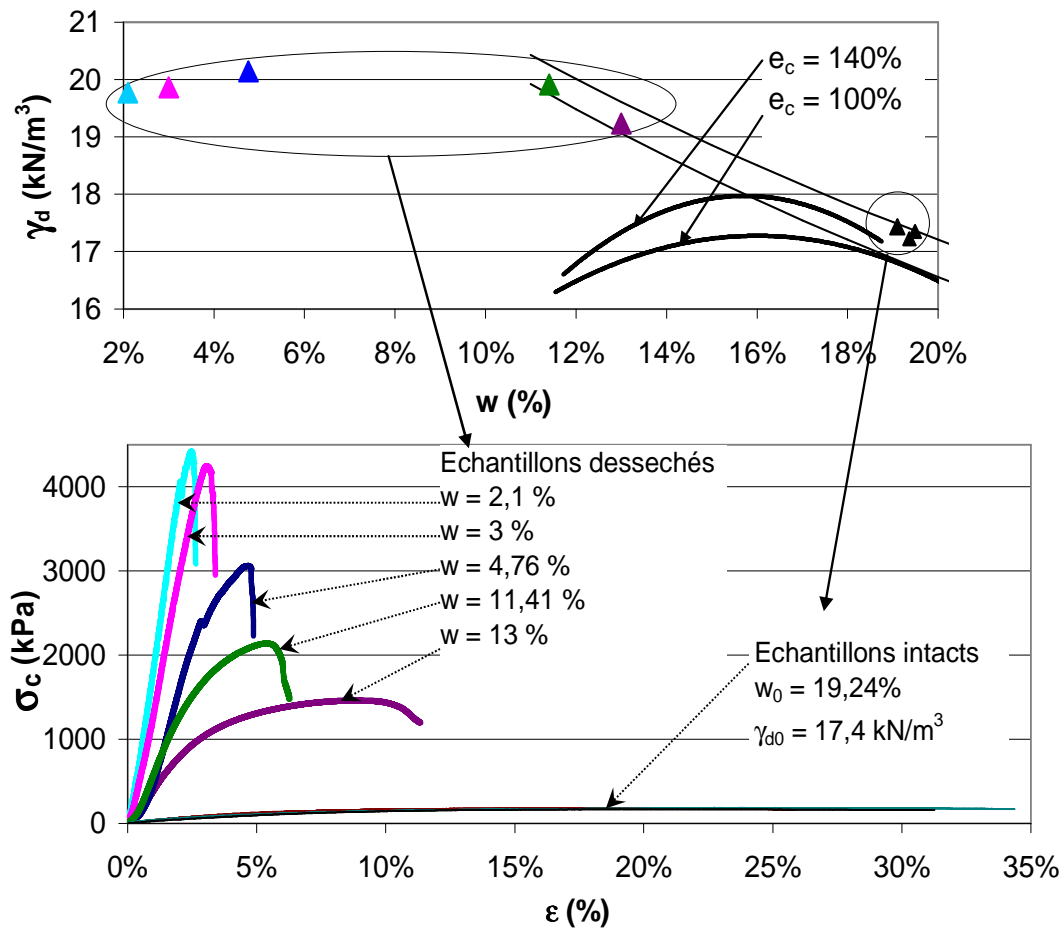 21
20
19
18
17
16
γd (kN/m³)
ec = 140%
ec = 100%
2% 4% 6% 8% 10% 12% 14% 16% 18% 20%
w (%)
4000
3000
2000
1000
0
σc (kPa)
Echantillons dessechés
w = 2,1 %
w = 3 %
w = 4,76 %
w = 11,41 %
w = 13 %
Echantillons intacts
w0 = 19,24%
γd0 = 17,4 kN/m³
0% 5% 10% 15% 20% 25% 30% 35%
ε (%)